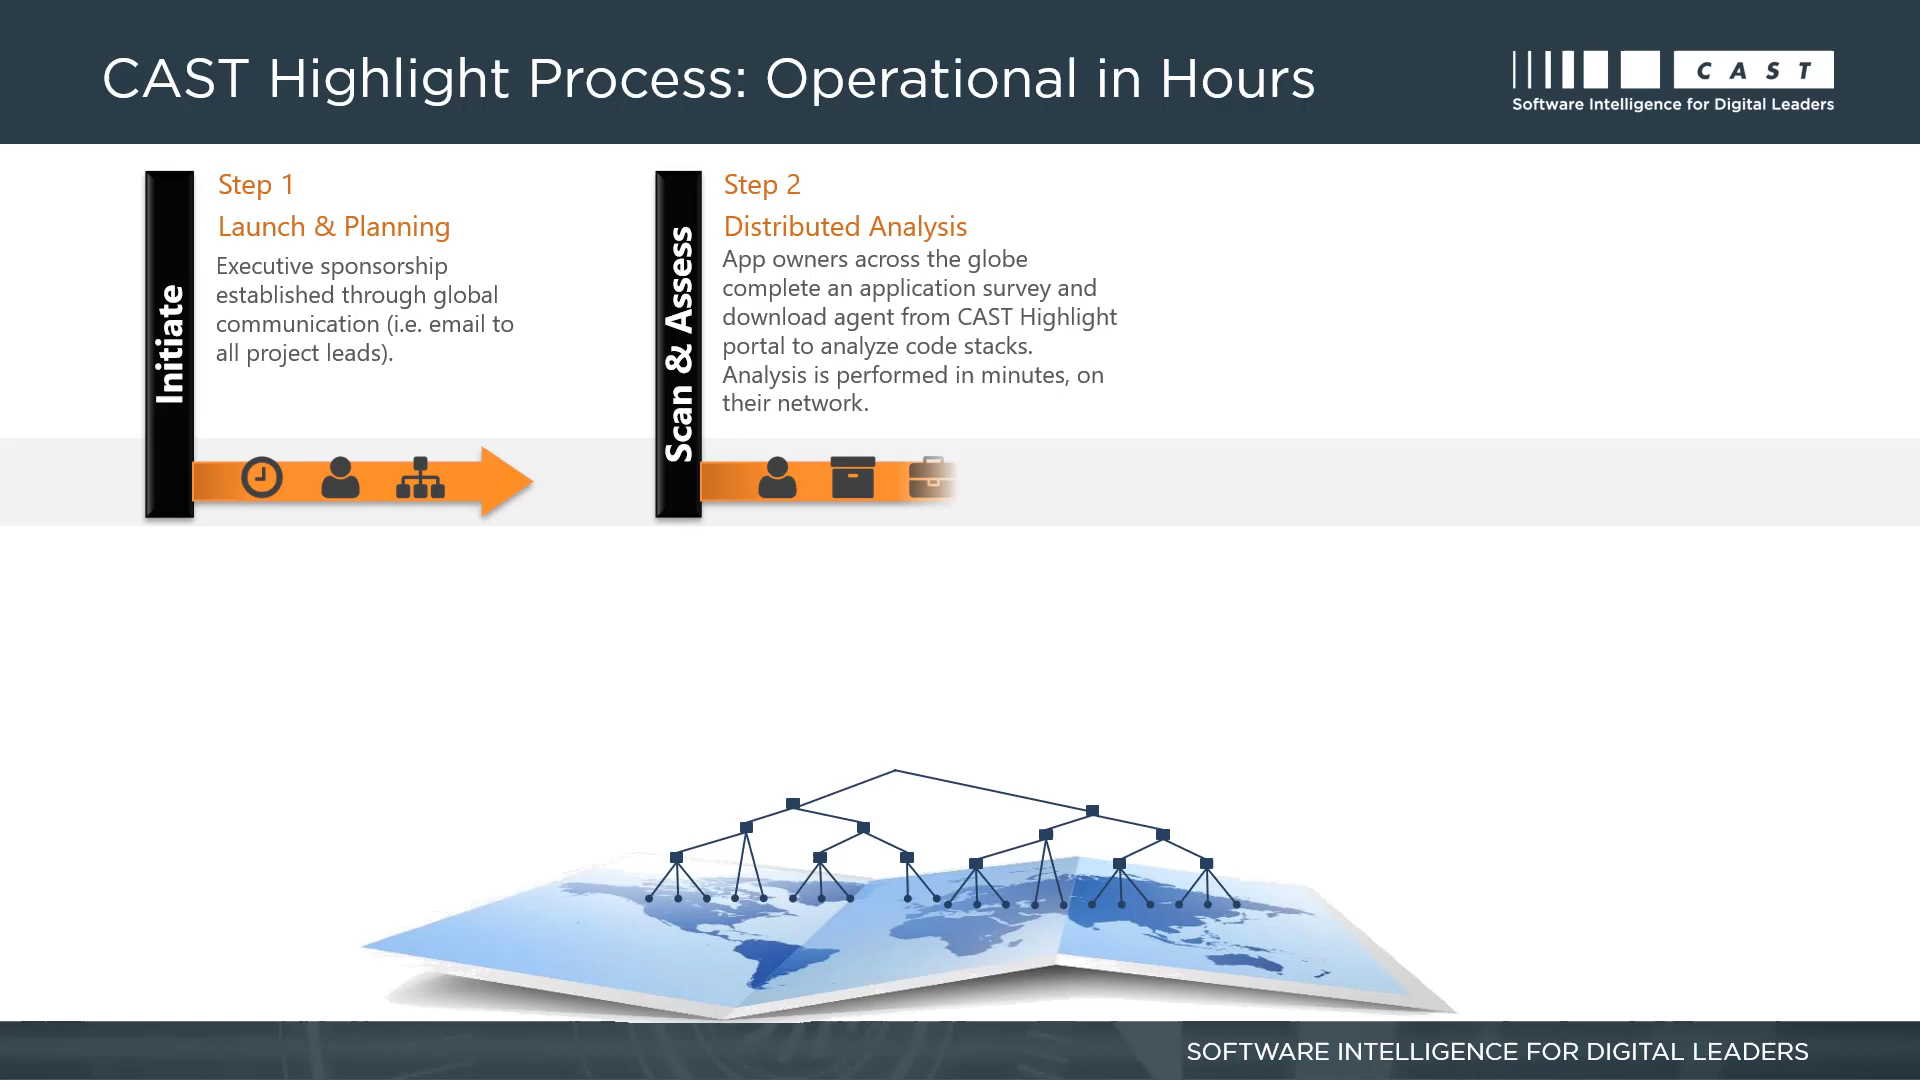 CAST Highlight Process: Operational in Hours
CAST
Software Intelligence for Digital Leaders
Initiate
Step 1
Launch & Planning
Executive sponsorship
established through global
communication (i.e. email to
all project leads).
Scan & Assess
Step 2
Distributed Analysis
App owners across the globe
complete an application survey and
download agent from CAST Highlight
portal to analyze code stacks.
Analysis is performed in minutes, on
their network.
SOFTWARE INTELLIGENCE FOR DIGITAL LEADERS